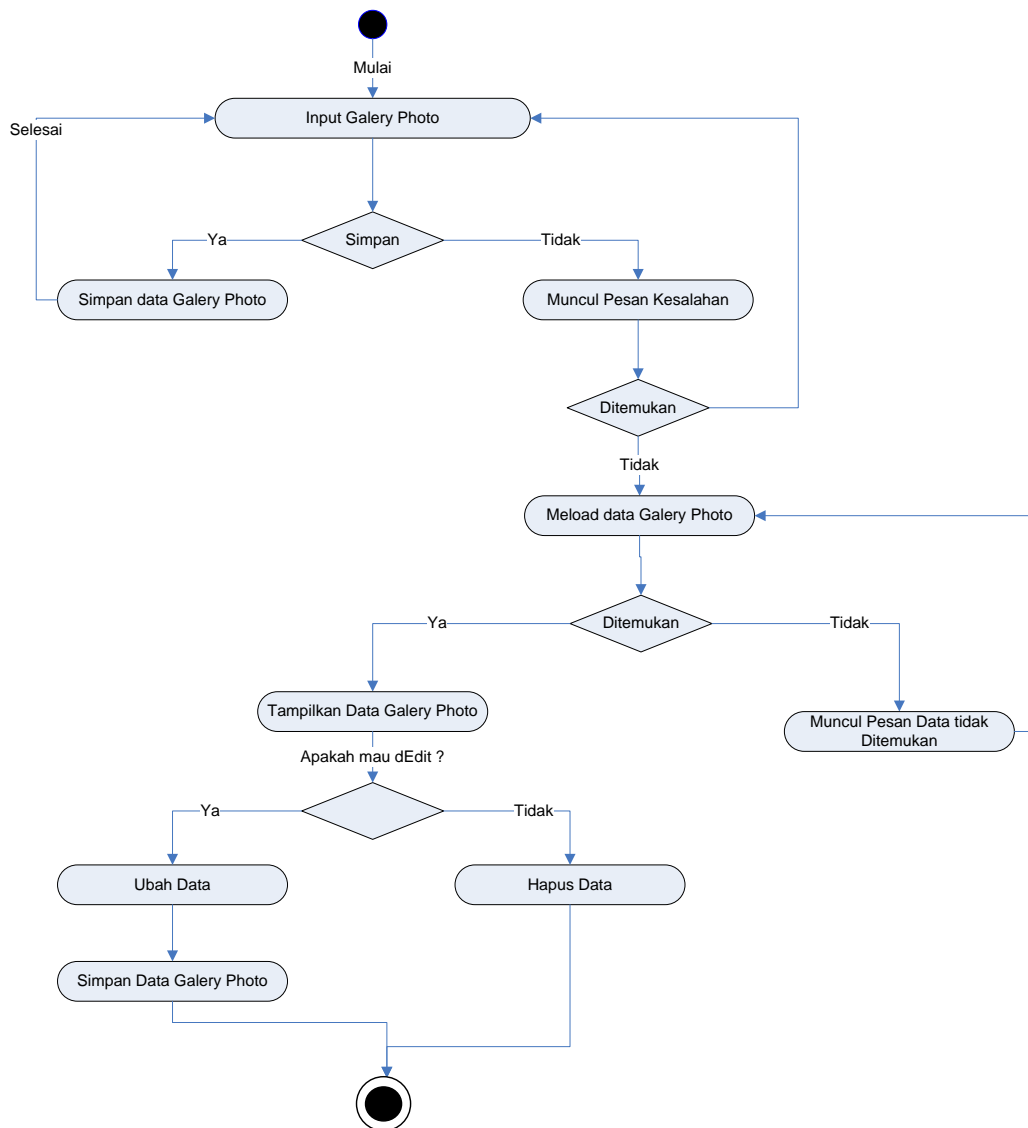 Mulai
Input Galery Photo
Selesai
Simpan
Ya
Tidak
Simpan data Galery Photo
Muncul Pesan Kesalahan
Ditemukan
Tidak
Meload data Galery Photo
Ditemukan
Ya
Tidak
Tampilkan Data Galery Photo
Muncul Pesan Data tidak
Ditemukan
Apakah mau dEdit ?
Ya
Tidak
Ubah Data
Hapus Data
Simpan Data Galery Photo